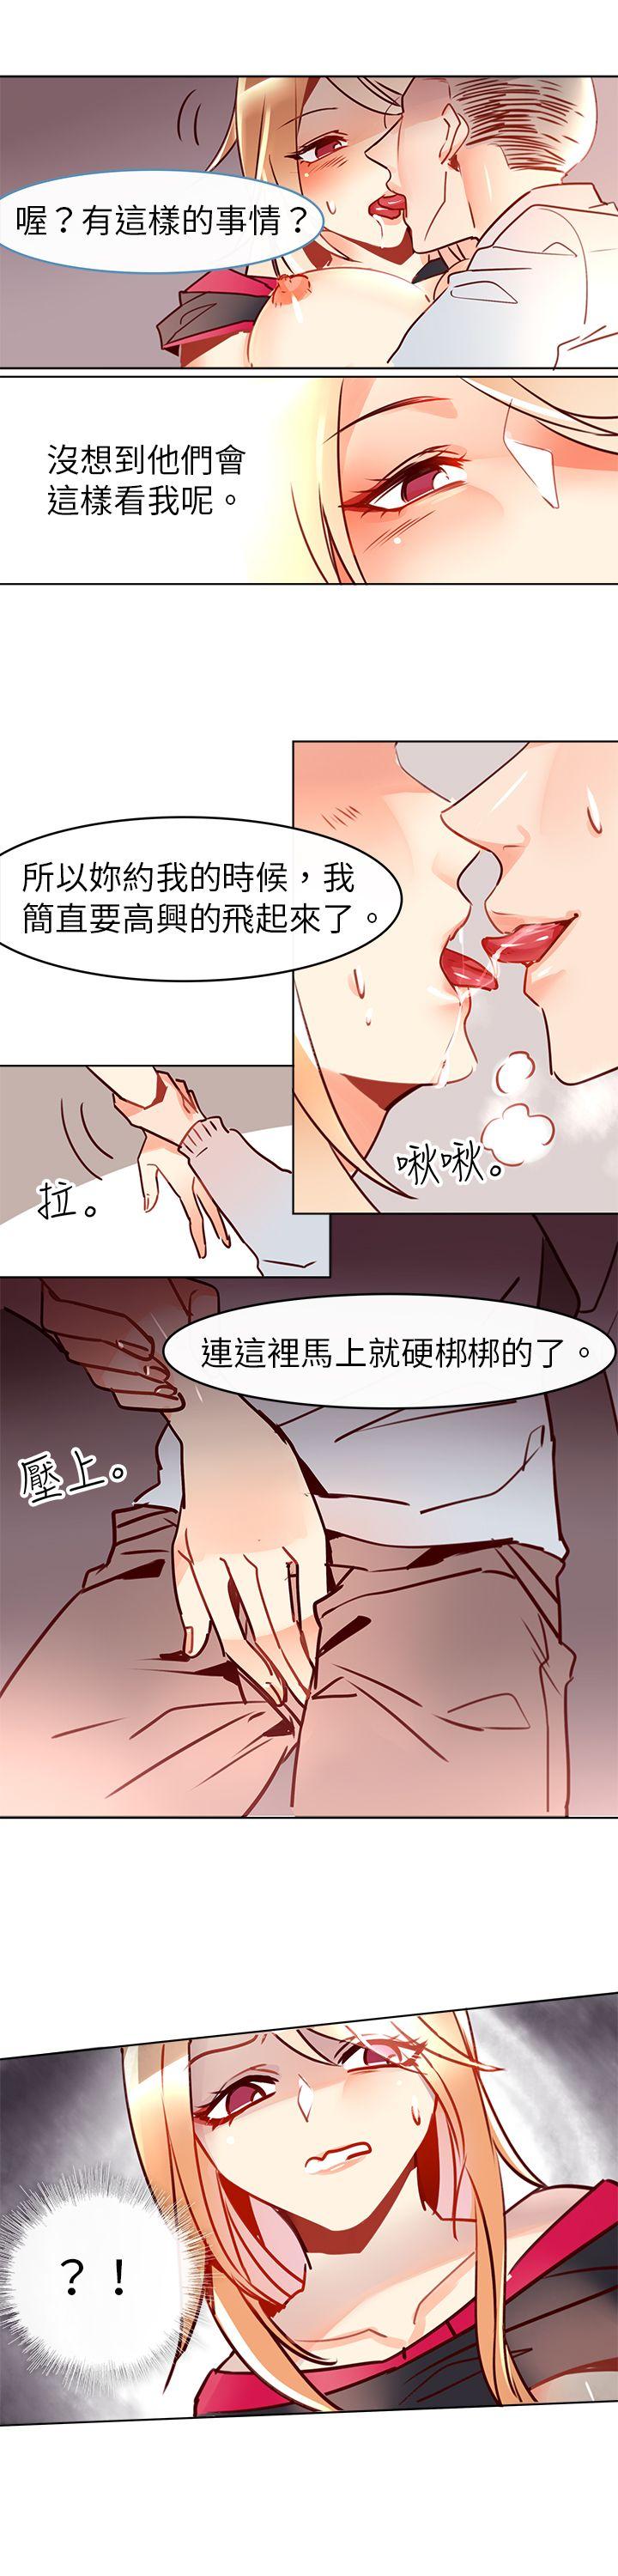 喔？有這樣的事情？
沒想到他們會
這樣看我呢。
所以妳約我的時候，我
簡直要高興的飛起來了。
啾啾。
拉。
連這裡馬上就硬梆梆的了。
壓上。
？！